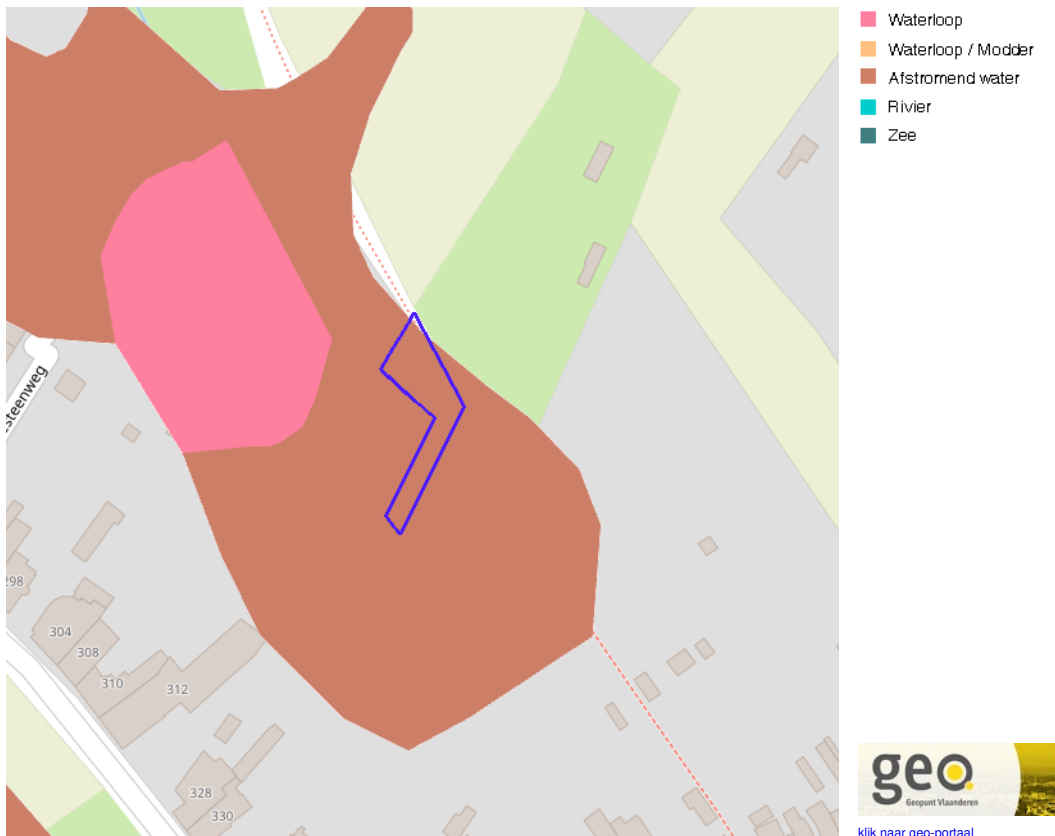 Waterloop
Waterloop / Modder
Afstromend water
Rivier
Zee
steenweg
298
304
308
310
312
328
330
geo.
Geopunt Vlaanderen
klik naar geo-portaal